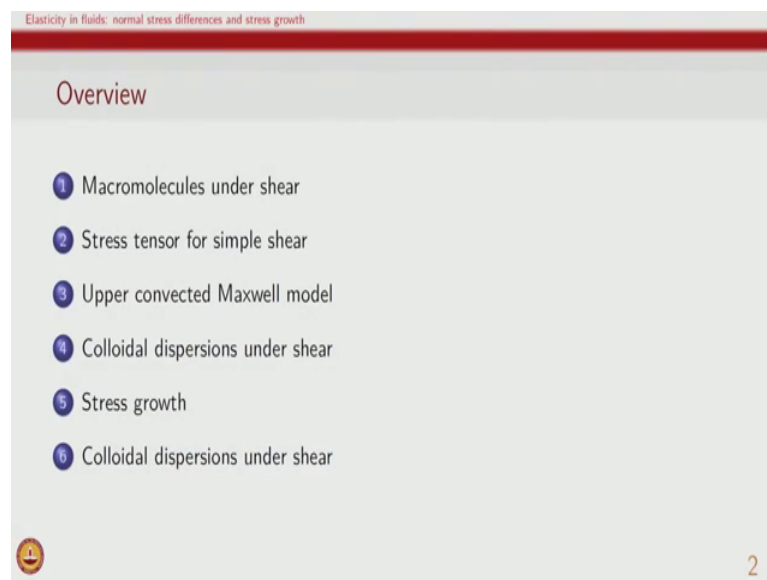 Elasticity in fluids: normal stress differences and stress growth
Overview
1 Macromolecules under shear
2 Stress tensor for simple shear
3 Upper convected Maxwell model
4 Colloidal dispersions under shear
5 Stress growth
6 Colloidal dispersions under shear
2